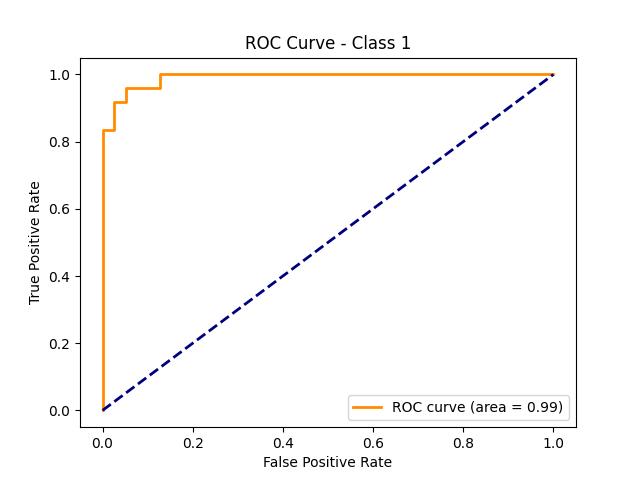 ROC Curve - Class 1
1.0
0.8
0.6
0.4
0.2
0.0
True Positive Rate
ROC curve (area = 0.99)
0.0 0.2 0.4 0.6 0.8 1.0
False Positive Rate